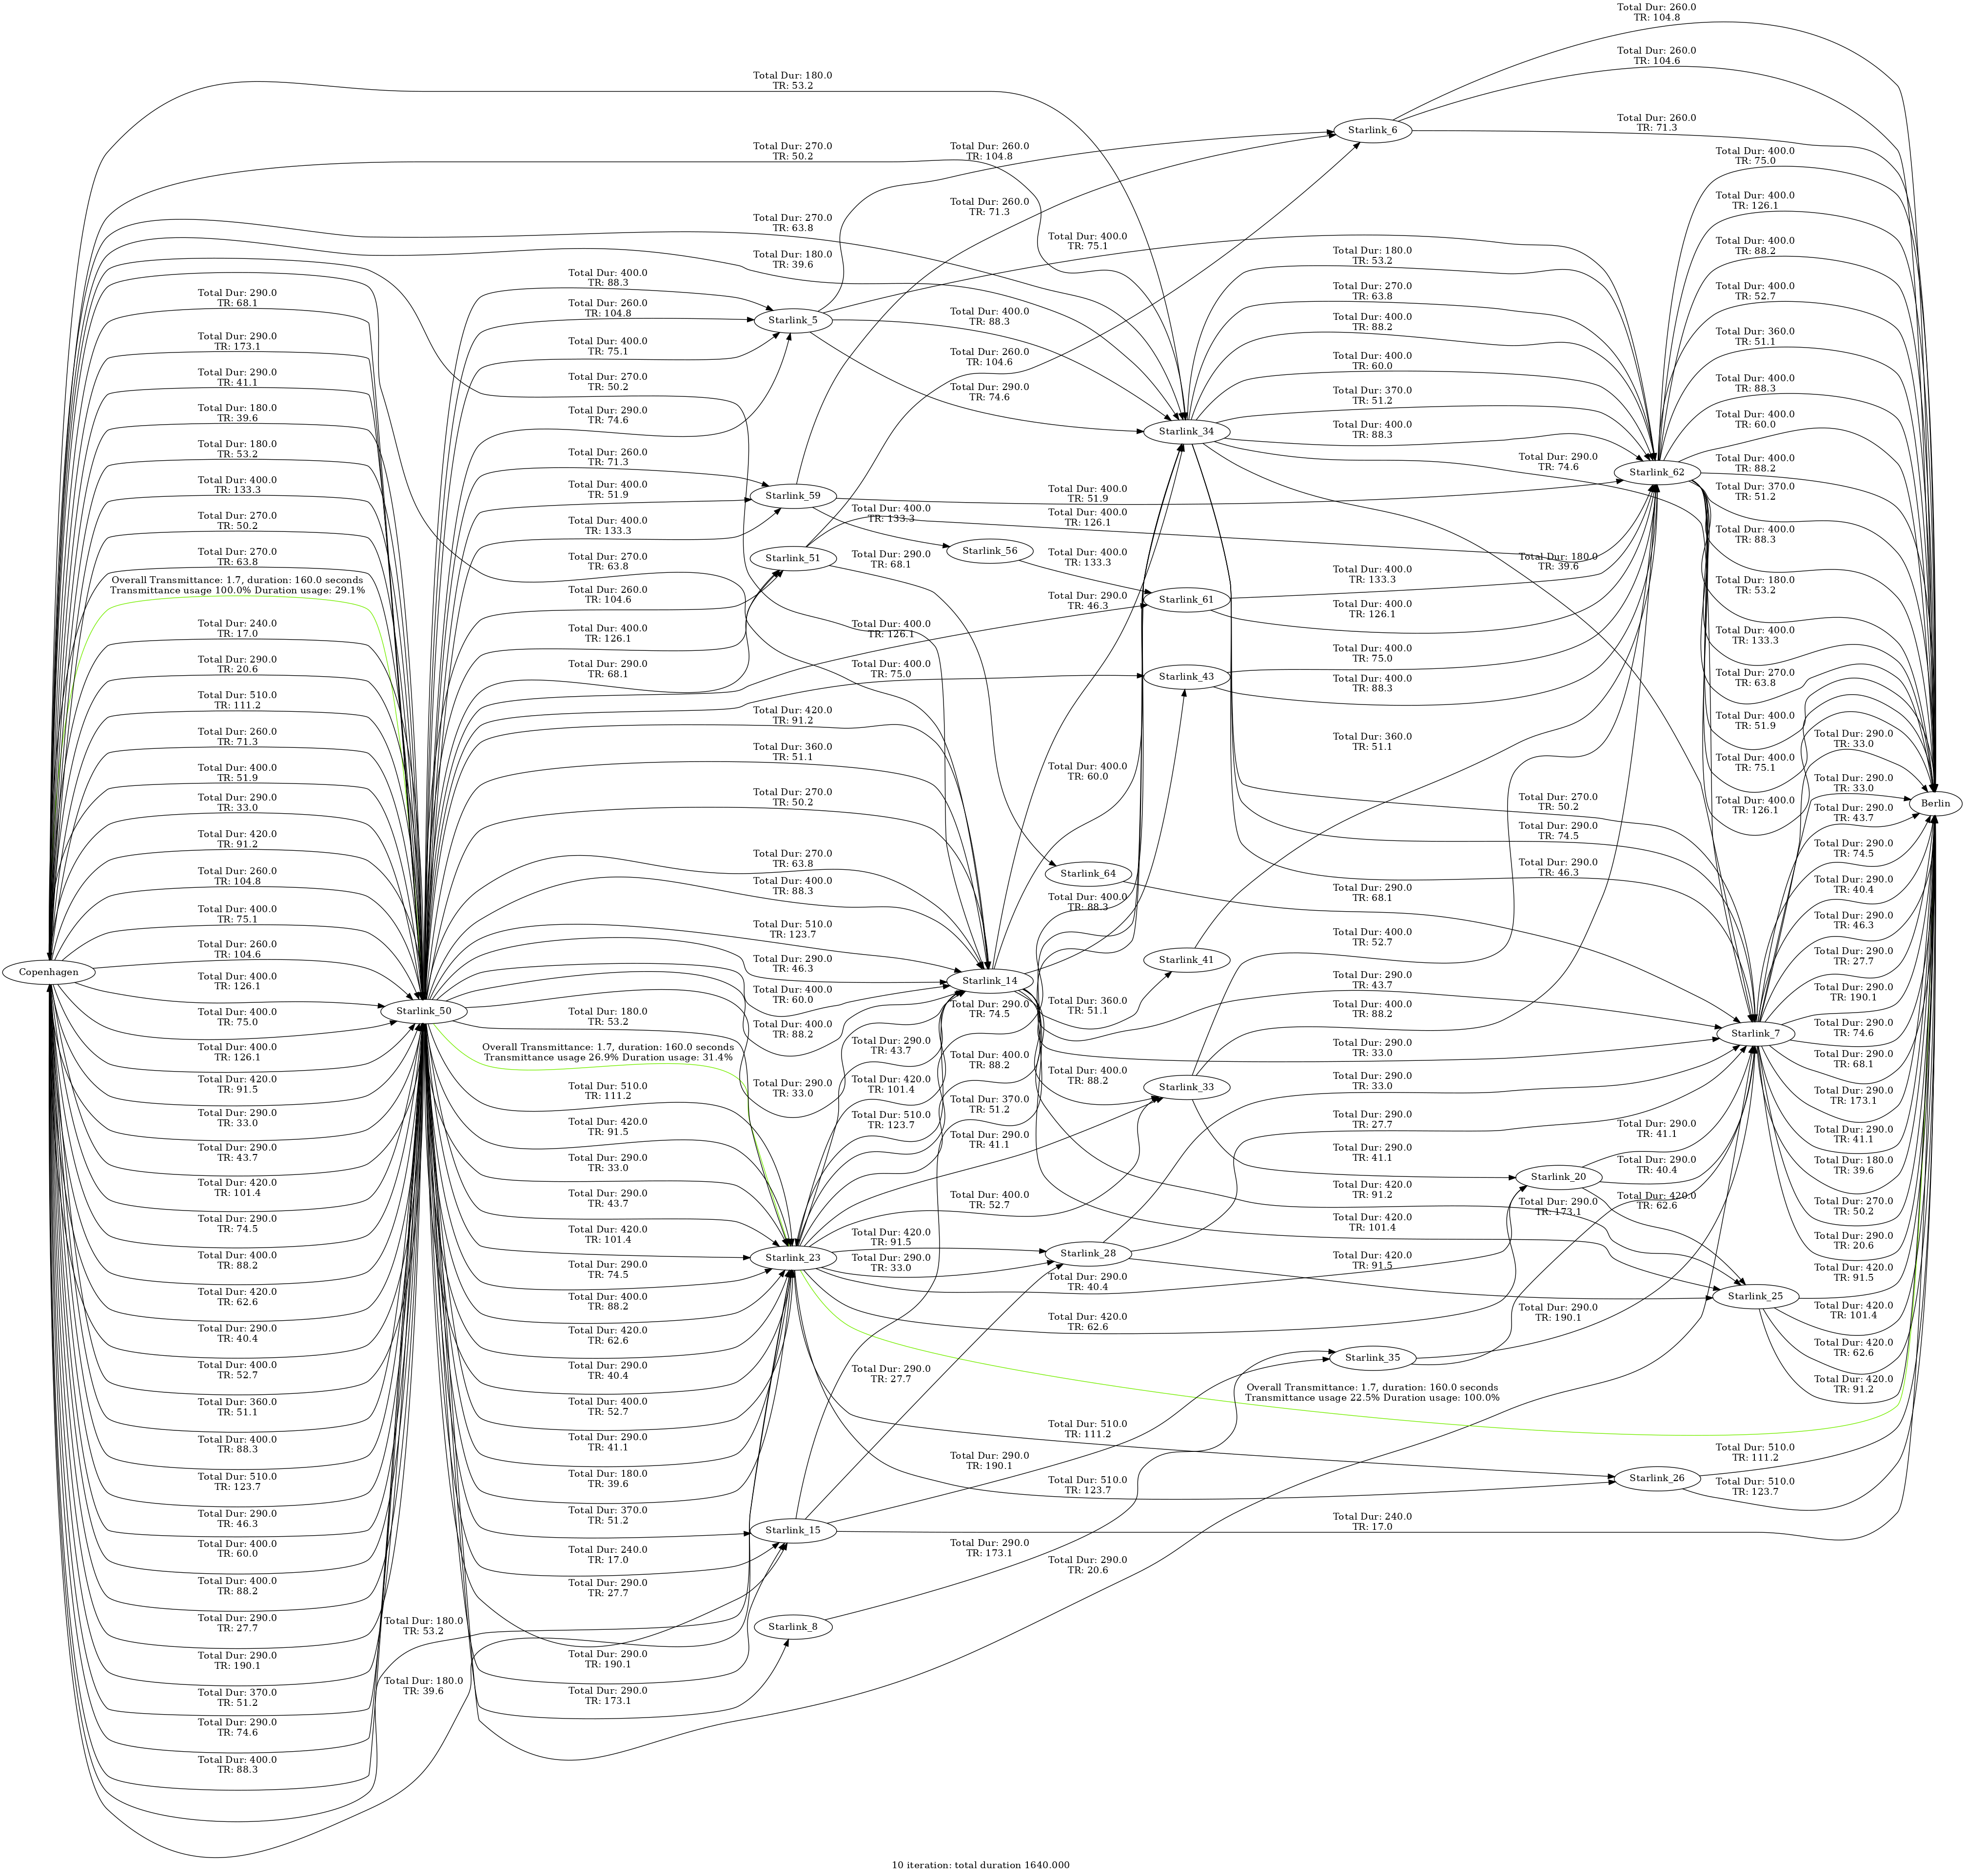 Total Dur: 260.0
TR: 104.8
Total Dur: 260.0
TR: 104.6
Total Dur: 180.0
TR: 53.2
Total Dur: 260.0
TR: 71.3
Starlink_6
Total Dur: 270.0
TR: 50.2
Total Dur: 260.0
TR: 104.8
Total Dur: 400.0
TR: 75.0
Total Dur: 260.0
TR: 71.3
Total Dur: 400.0
TR: 126.1
Total Dur: 270.0
TR: 63.8
Total Dur: 400.0
TR: 75.1
Total Dur: 180.0
TR: 39.6
Total Dur: 180.0
TR: 53.2
Total Dur: 400.0
TR: 88.2
Total Dur: 400.0
TR: 88.3
Total Dur: 270.0
TR: 63.8
Total Dur: 400.0
TR: 52.7
Total Dur: 290.0
TR: 68.1
Total Dur: 260.0
TR: 104.8
Starlink_5
Total Dur: 400.0
TR: 88.3
Total Dur: 400.0
TR: 88.2
Total Dur: 360.0
TR: 51.1
Total Dur: 290.0
TR: 173.1
Total Dur: 400.0
TR: 75.1
Total Dur: 260.0
TR: 104.6
Total Dur: 400.0
TR: 60.0
Total Dur: 400.0
TR: 88.3
Total Dur: 290.0
TR: 41.1
Total Dur: 270.0
TR: 50.2
Total Dur: 290.0
TR: 74.6
Total Dur: 370.0
TR: 51.2
Total Dur: 400.0
TR: 60.0
Total Dur: 180.0
TR: 39.6
Total Dur: 290.0
TR: 74.6
Starlink_34
Total Dur: 400.0
TR: 88.3
Total Dur: 180.0
TR: 53.2
Total Dur: 260.0
TR: 71.3
Total Dur: 290.0
TR: 74.6
Starlink_62
Total Dur: 400.0
TR: 88.2
Total Dur: 400.0
TR: 133.3
Total Dur: 400.0
TR: 51.9
Starlink_59
Total Dur: 400.0
TR: 51.9
Total Dur: 370.0
TR: 51.2
Total Dur: 270.0
TR: 50.2
Total Dur: 400.0
TR: 133.3
Total Dur: 400.0
TR: 133.3
Total Dur: 400.0
TR: 126.1
Total Dur: 400.0
TR: 88.3
Total Dur: 270.0
TR: 63.8
Total Dur: 270.0
TR: 63.8
Starlink_51
Total Dur: 290.0
TR: 68.1
Starlink_56
Total Dur: 400.0
TR: 133.3
Total Dur: 400.0
TR: 133.3
Total Dur: 180.0
TR: 39.6
Total Dur: 180.0
TR: 53.2
Overall Transmittance: 1.7, duration: 160.0 seconds
Transmittance usage 100.0% Duration usage: 29.1%
Total Dur: 260.0
TR: 104.6
Total Dur: 290.0
TR: 46.3
Starlink_61
Total Dur: 400.0
TR: 126.1
Total Dur: 240.0
TR: 17.0
Total Dur: 400.0
TR: 126.1
Total Dur: 400.0
TR: 126.1
Total Dur: 400.0
TR: 133.3
Total Dur: 290.0
TR: 20.6
Total Dur: 290.0
TR: 68.1
Total Dur: 400.0
TR: 75.0
Starlink_43
Total Dur: 400.0
TR: 75.0
Total Dur: 400.0
TR: 88.3
Total Dur: 270.0
TR: 63.8
Total Dur: 510.0
TR: 111.2
Total Dur: 420.0
TR: 91.2
Total Dur: 400.0
TR: 51.9
Total Dur: 260.0
TR: 71.3
Total Dur: 360.0
TR: 51.1
Total Dur: 360.0
TR: 51.1
Total Dur: 290.0
TR: 33.0
Total Dur: 400.0
TR: 51.9
Total Dur: 400.0
TR: 60.0
Total Dur: 400.0
TR: 75.1
Total Dur: 290.0
TR: 33.0
Total Dur: 290.0
TR: 33.0
Total Dur: 270.0
TR: 50.2
Total Dur: 270.0
TR: 50.2
Total Dur: 400.0
TR: 126.1
Berlin
Total Dur: 290.0
TR: 43.7
Total Dur: 420.0
TR: 91.2
Total Dur: 270.0
TR: 63.8
Total Dur: 290.0
TR: 74.5
Total Dur: 290.0
TR: 74.5
Total Dur: 260.0
TR: 104.8
Total Dur: 400.0
TR: 88.3
Starlink_64
Total Dur: 290.0
TR: 68.1
Total Dur: 290.0
TR: 46.3
Total Dur: 290.0
TR: 40.4
Total Dur: 400.0
TR: 88.3
Total Dur: 400.0
TR: 75.1
Total Dur: 510.0
TR: 123.7
Total Dur: 400.0
TR: 52.7
Total Dur: 290.0
TR: 46.3
Total Dur: 260.0
TR: 104.6
Total Dur: 290.0
TR: 46.3
Starlink_41
Total Dur: 290.0
TR: 27.7
Copenhagen
Total Dur: 400.0
TR: 126.1
Total Dur: 400.0
TR: 60.0
Starlink_14
Total Dur: 290.0
TR: 43.7
Total Dur: 290.0
TR: 190.1
Total Dur: 400.0
TR: 75.0
Starlink_50
Total Dur: 180.0
TR: 53.2
Total Dur: 400.0
TR: 88.2
Total Dur: 290.0
TR: 74.5
Total Dur: 360.0
TR: 51.1
Total Dur: 400.0
TR: 88.2
Starlink_7
Total Dur: 290.0
TR: 74.6
Total Dur: 400.0
TR: 126.1
Overall Transmittance: 1.7, duration: 160.0 seconds
Transmittance usage 26.9% Duration usage: 31.4%
Total Dur: 290.0
TR: 43.7
Total Dur: 290.0
TR: 33.0
Total Dur: 290.0
TR: 68.1
Total Dur: 420.0
TR: 91.5
Total Dur: 510.0
TR: 111.2
Total Dur: 290.0
TR: 33.0
Total Dur: 420.0
TR: 101.4
Total Dur: 400.0
TR: 88.2
Total Dur: 400.0
TR: 88.2
Starlink_33
Total Dur: 290.0
TR: 33.0
Total Dur: 290.0
TR: 173.1
Total Dur: 290.0
TR: 33.0
Total Dur: 420.0
TR: 91.5
Total Dur: 510.0
TR: 123.7
Total Dur: 370.0
TR: 51.2
Total Dur: 290.0
TR: 27.7
Total Dur: 290.0
TR: 41.1
Total Dur: 290.0
TR: 41.1
Total Dur: 290.0
TR: 43.7
Total Dur: 290.0
TR: 33.0
Total Dur: 290.0
TR: 41.1
Total Dur: 290.0
TR: 41.1
Total Dur: 290.0
TR: 40.4
Total Dur: 180.0
TR: 39.6
Total Dur: 420.0
TR: 101.4
Total Dur: 290.0
TR: 43.7
Total Dur: 400.0
TR: 52.7
Total Dur: 420.0
TR: 91.2
Starlink_20
Total Dur: 290.0
TR: 173.1
Total Dur: 420.0
TR: 62.6
Total Dur: 270.0
TR: 50.2
Total Dur: 290.0
TR: 74.5
Total Dur: 420.0
TR: 101.4
Total Dur: 420.0
TR: 91.5
Total Dur: 420.0
TR: 101.4
Total Dur: 290.0
TR: 20.6
Total Dur: 400.0
TR: 88.2
Total Dur: 290.0
TR: 74.5
Starlink_23
Total Dur: 290.0
TR: 33.0
Starlink_28
Total Dur: 420.0
TR: 91.5
Total Dur: 420.0
TR: 91.5
Total Dur: 420.0
TR: 62.6
Total Dur: 400.0
TR: 88.2
Total Dur: 290.0
TR: 40.4
Starlink_25
Total Dur: 420.0
TR: 101.4
Total Dur: 290.0
TR: 40.4
Total Dur: 420.0
TR: 62.6
Total Dur: 420.0
TR: 62.6
Total Dur: 290.0
TR: 190.1
Total Dur: 420.0
TR: 62.6
Total Dur: 400.0
TR: 52.7
Total Dur: 290.0
TR: 40.4
Total Dur: 290.0
TR: 27.7
Starlink_35
Total Dur: 420.0
TR: 91.2
Total Dur: 360.0
TR: 51.1
Total Dur: 400.0
TR: 52.7
Overall Transmittance: 1.7, duration: 160.0 seconds
Transmittance usage 22.5% Duration usage: 100.0%
Total Dur: 400.0
TR: 88.3
Total Dur: 290.0
TR: 41.1
Total Dur: 510.0
TR: 111.2
Total Dur: 510.0
TR: 111.2
Total Dur: 510.0
TR: 123.7
Total Dur: 180.0
TR: 39.6
Total Dur: 290.0
TR: 190.1
Total Dur: 510.0
TR: 123.7
Starlink_26
Total Dur: 510.0
TR: 123.7
Total Dur: 290.0
TR: 46.3
Total Dur: 370.0
TR: 51.2
Starlink_15
Total Dur: 240.0
TR: 17.0
Total Dur: 400.0
TR: 60.0
Total Dur: 240.0
TR: 17.0
Total Dur: 290.0
TR: 173.1
Total Dur: 290.0
TR: 20.6
Total Dur: 400.0
TR: 88.2
Total Dur: 290.0
TR: 27.7
Total Dur: 290.0
TR: 27.7
Total Dur: 180.0
TR: 53.2
Starlink_8
Total Dur: 290.0
TR: 190.1
Total Dur: 290.0
TR: 190.1
Total Dur: 370.0
TR: 51.2
Total Dur: 180.0
TR: 39.6
Total Dur: 290.0
TR: 173.1
Total Dur: 290.0
TR: 74.6
Total Dur: 400.0
TR: 88.3
10 iteration: total duration 1640.000